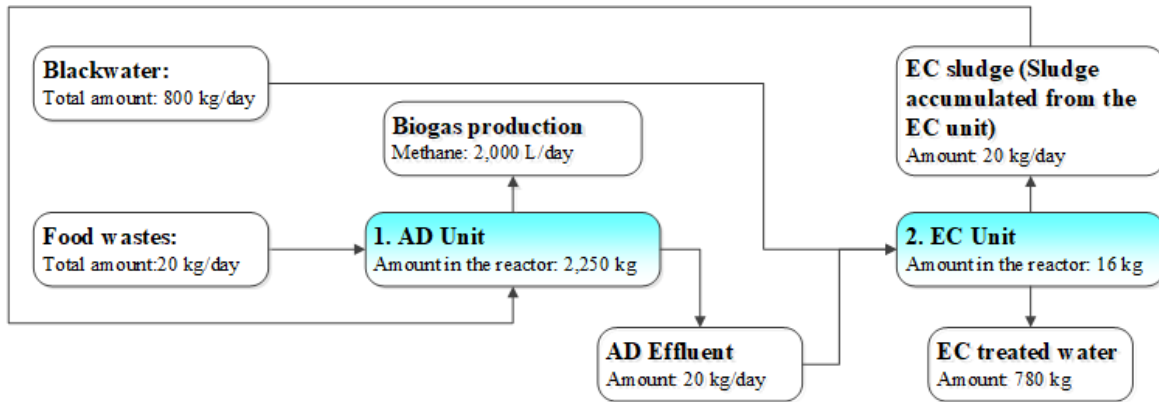 Blackwater:
Total amount: 800 kg/day
EC sludge (Sludge
accumulated from the
EC unit)
Amount: 20 kg/day
Biogas production
Methane: 2,000 L/day
Food wastes:
Total amount:20 kg/day
1. AD Unit
Amount in the reactor: 2,250 kg
2. EC Unit
Amount in the reactor: 16 kg
AD Effluent
Amount: 20 kg/day
EC treated water
Amount: 780 kg